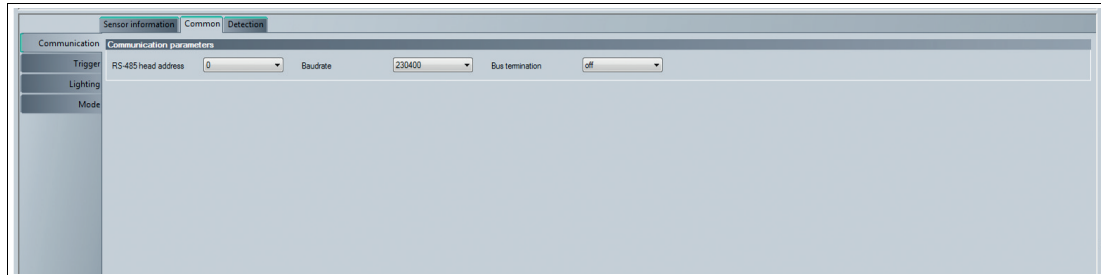 Sensor information Common Detection
Communication
Trigger
Lighting
Mode
Communication parameters
RS-485 head address 0 Baudrate 230400 Bus termination off